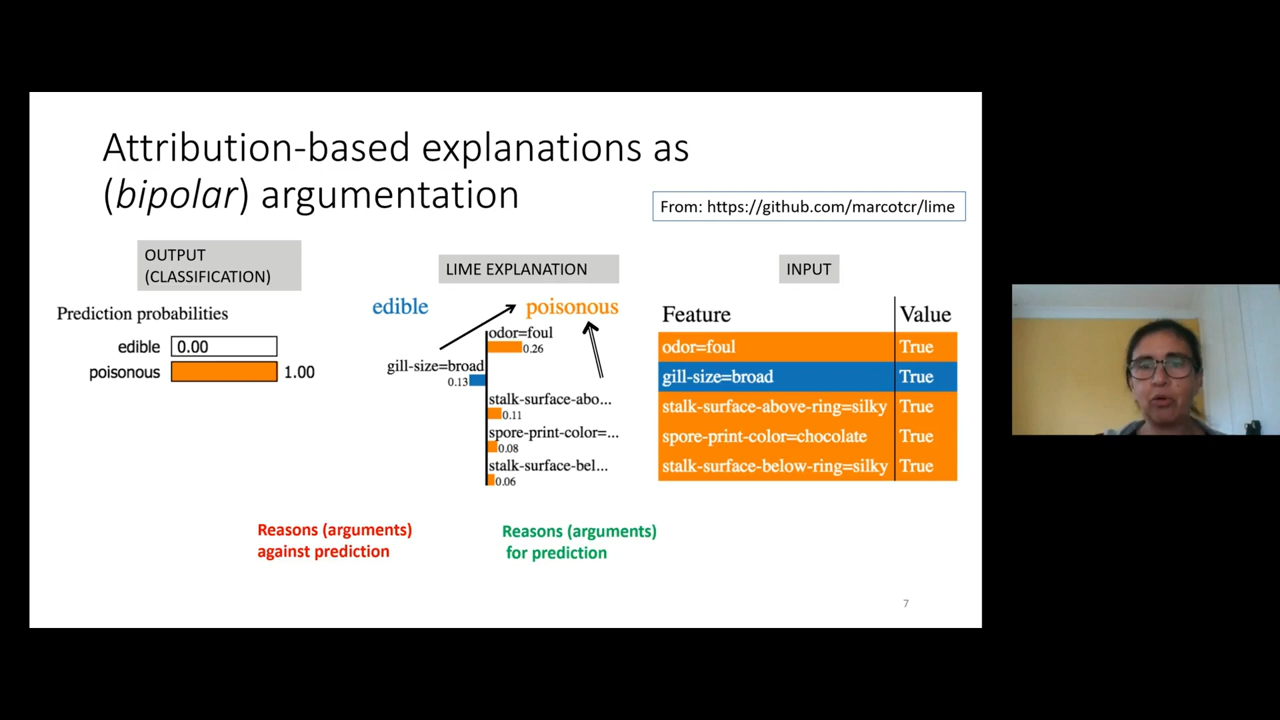 Attribution-based explanations as
(bipolar) argumentation
From: https://github.com/marcotcr/lime
OUTPUT
(CLASSIFICATION)
Prediction probabilities
edible 0.00
poisonous 1.00
LIME EXPLANATION
edible poisonous
odor=foul
0.26
gill-size=broad
0.13
stalk-surface-abo...
0.11
spore-print-color=...
0.08
stalk-surface-bel...
0.06
INPUT
Feature Value
odor=foul True
gill-size=broad True
stalk-surface-above-ring=silky True
spore-print-color=chocolate True
stalk-surface-below-ring=silky True
Reasons (arguments)
against prediction
Reasons (arguments)
for prediction
7